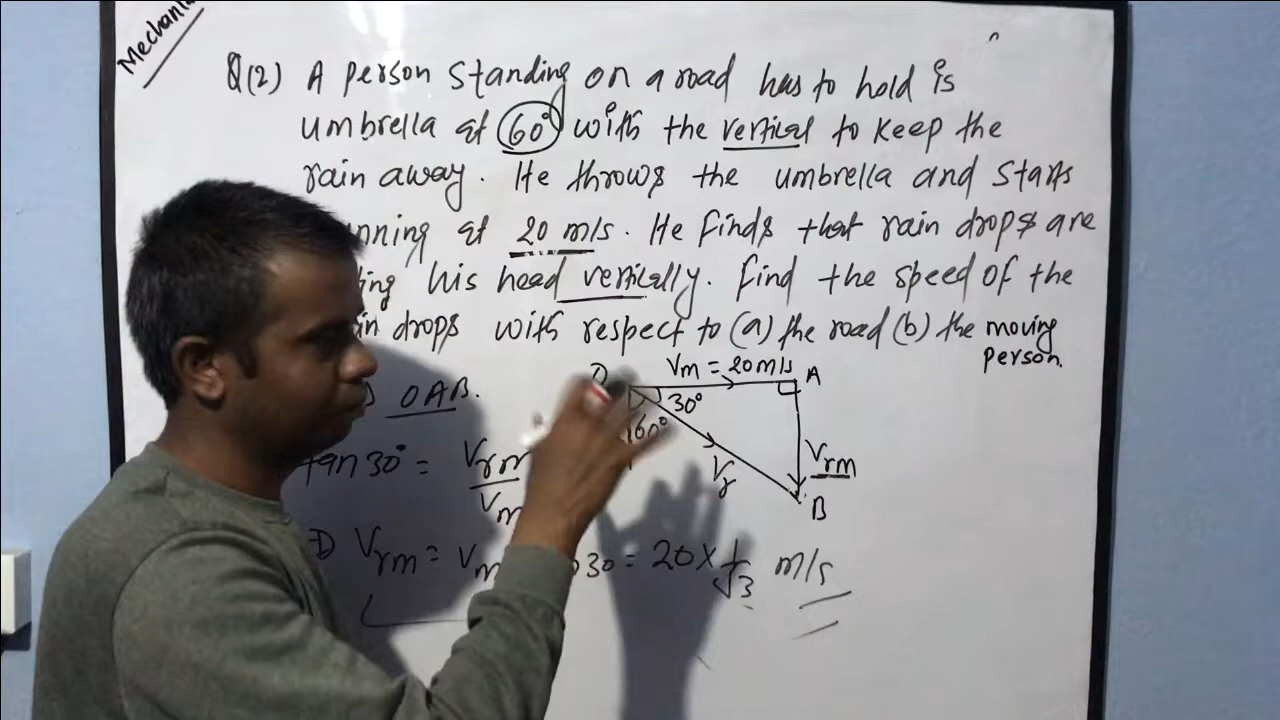 Q(2) A person standing on a road has to hold is
umbrella at 60° with the vertical to keep the
rain away. He throws the umbrella and starts
nning at 20 m/s. He finds that rain drops are
ing his head vertically. Find the speed of the
in drops with respect to (a) the road (b) the moving
person.
Vm = 20 m/s A
OAB.
30°
60°
tan 30° = Vrm
Vm
Vr
Vrm
B
Vrm = Vm 30 = 20 × 1/√3 m/s